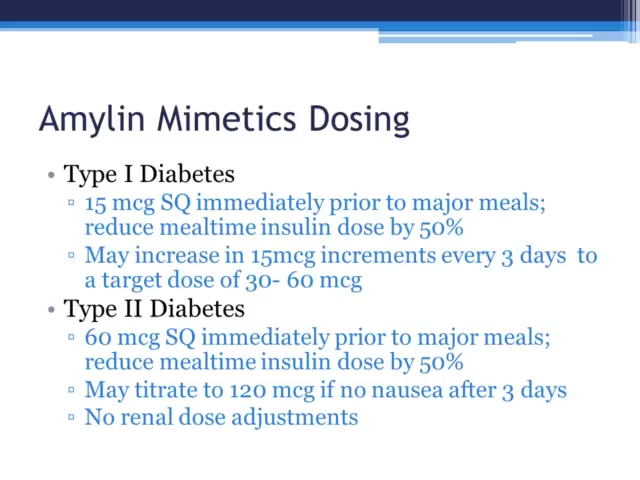 Amylin Mimetics Dosing
• Type I Diabetes
▫ 15 mcg SQ immediately prior to major meals;
reduce mealtime insulin dose by 50%
▫ May increase in 15mcg increments every 3 days  to
a target dose of 30- 60 mcg
• Type II Diabetes
▫ 60 mcg SQ immediately prior to major meals;
reduce mealtime insulin dose by 50%
▫ May titrate to 120 mcg if no nausea after 3 days
▫ No renal dose adjustments